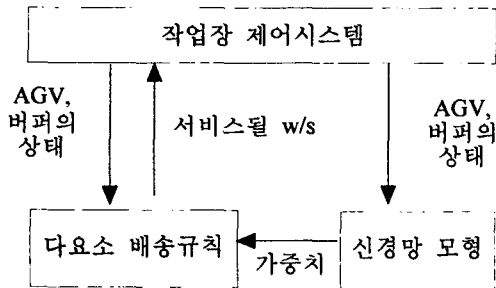 작업장 제어시스템
AGV,
버퍼의
상태
서비스될 w/s
AGV,
버퍼의
상태
다요소 배송규칙
가중치
신경망 모형